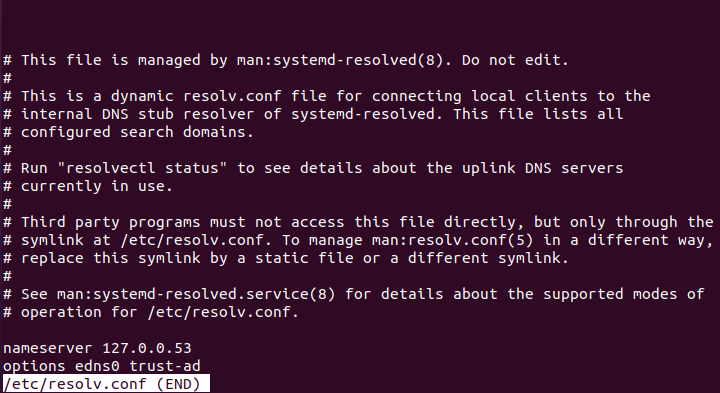 # This file is managed by man:systemd-resolved(8). Do not edit.
#
# This is a dynamic resolv.conf file for connecting local clients to the
# internal DNS stub resolver of systemd-resolved. This file lists all
# configured search domains.
#
# Run "resolvectl status" to see details about the uplink DNS servers
# currently in use.
#
# Third party programs must not access this file directly, but only through the
# symlink at /etc/resolv.conf. To manage man:resolv.conf(5) in a different way,
# replace this symlink by a static file or a different symlink.
#
# See man:systemd-resolved.service(8) for details about the supported modes of
# operation for /etc/resolv.conf.

nameserver 127.0.0.53
options edns0 trust-ad
/etc/resolv.conf (END)